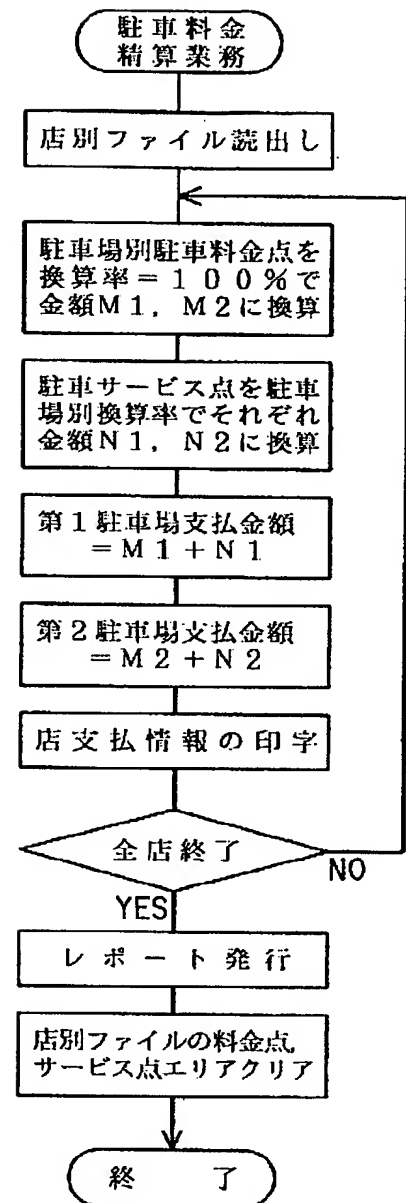 駐車料金
精算業務
店別ファイル読出し
駐車場別駐車料金点を
換算率=100%で
金額M1,M2に換算
駐車サービス点を駐車
場別換算率でそれぞれ
金額N1,N2に換算
第1駐車場支払金額
=M1+N1
第2駐車場支払金額
=M2+N2
店支払情報の印字
全店終了
NO
YES
レポート発行
店別ファイルの料金点,
サービス点エリアクリア
終了